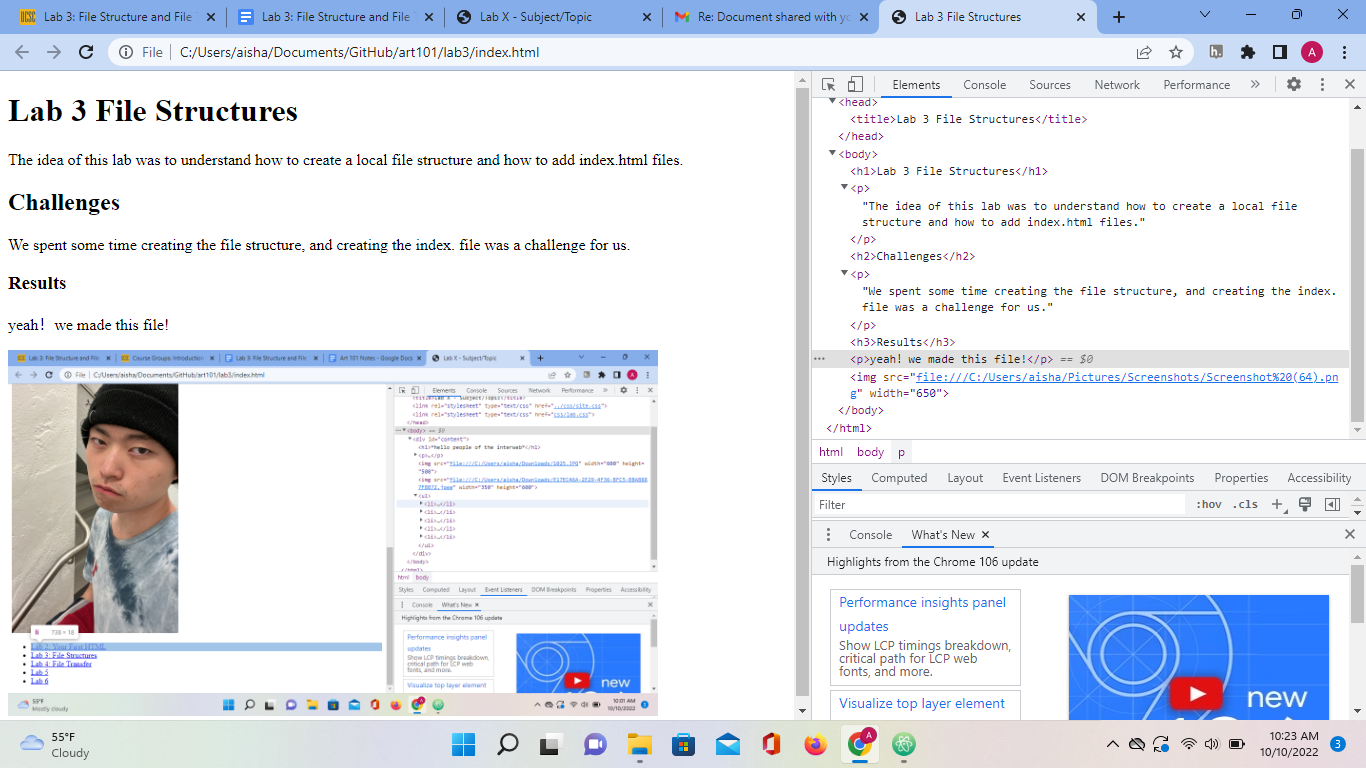 Lab 3: File Structure and File
Lab 3: File Structure and File
Lab X - Subject/Topic
Re: Document shared with yo
Lab 3 File Structures
File
C:/Users/aisha/Documents/GitHub/art101/lab3/index.html
A
Lab 3 File Structures
The idea of this lab was to understand how to create a local file structure and how to add index.html files.
Challenges
We spent some time creating the file structure, and creating the index. file was a challenge for us.
Results
yeah! we made this file!
Lab 3: File Structure and File
Course Groups: Introduction
Lab 3: File Structure and File
Art 101 Notes - Google Docs
Lab X - Subject/Topic
File
C:/Users/aisha/Documents/GitHub/art101/lab3/index.html
Elements Console Sources Network Performance
<link rel="stylesheet" type="text/css" href="../css/site.css">
<link rel="stylesheet" type="text/css" href="css/lab.css">
</head>
<body> == $0
<div id="content">
<h1>"hello people of the interweb"</h1>
<p>…</p>
<img src="file:///C:/Users/aisha/Downloads/1025.JPG" width="400" height=
"500">
width="350" height="600">
<ul>
<li>…</li>
<li>…</li>
<li>…</li>
<li>…</li>
<li>…</li>
</ul>
</div>
</body>
</html>
html body
Styles Computed Layout Event Listeners DOM Breakpoints Properties Accessibility
Console What's New
Highlights from the Chrome 106 update
Performance insights panel
updates
Show LCP timings breakdown,
critical path for LCP web
fonts, and more.
Visualize top layer element
new
li 738 × 18
Lab 2: Your First HTML
Lab 3: File Structures
Lab 4: File Transfer
Lab 5
Lab 6
55°F
Mostly cloudy
10:01 AM
10/10/2022
Elements Console Sources Network Performance
<head>
<title>Lab 3 File Structures</title>
</head>
<body>
<h1>Lab 3 File Structures</h1>
<p>
"The idea of this lab was to understand how to create a local file
structure and how to add index.html files."
</p>
<h2>Challenges</h2>
<p>
"We spent some time creating the file structure, and creating the index.
file was a challenge for us."
</p>
<h3>Results</h3>
<p>yeah! we made this file!</p> == $0
<img src="file:///C:/Users/aisha/Pictures/Screenshots/Screenshot%20(64).pn
g" width="650">
</body>
</html>
html body p
Styles Computed Layout Event Listeners DOM Breakpoints Properties Accessibility
Filter
:hov .cls
Console What's New
Highlights from the Chrome 106 update
Performance insights panel
updates
Show LCP timings breakdown,
critical path for LCP web
fonts, and more.
Visualize top layer element
new
55°F
Cloudy
10:23 AM
10/10/2022
3